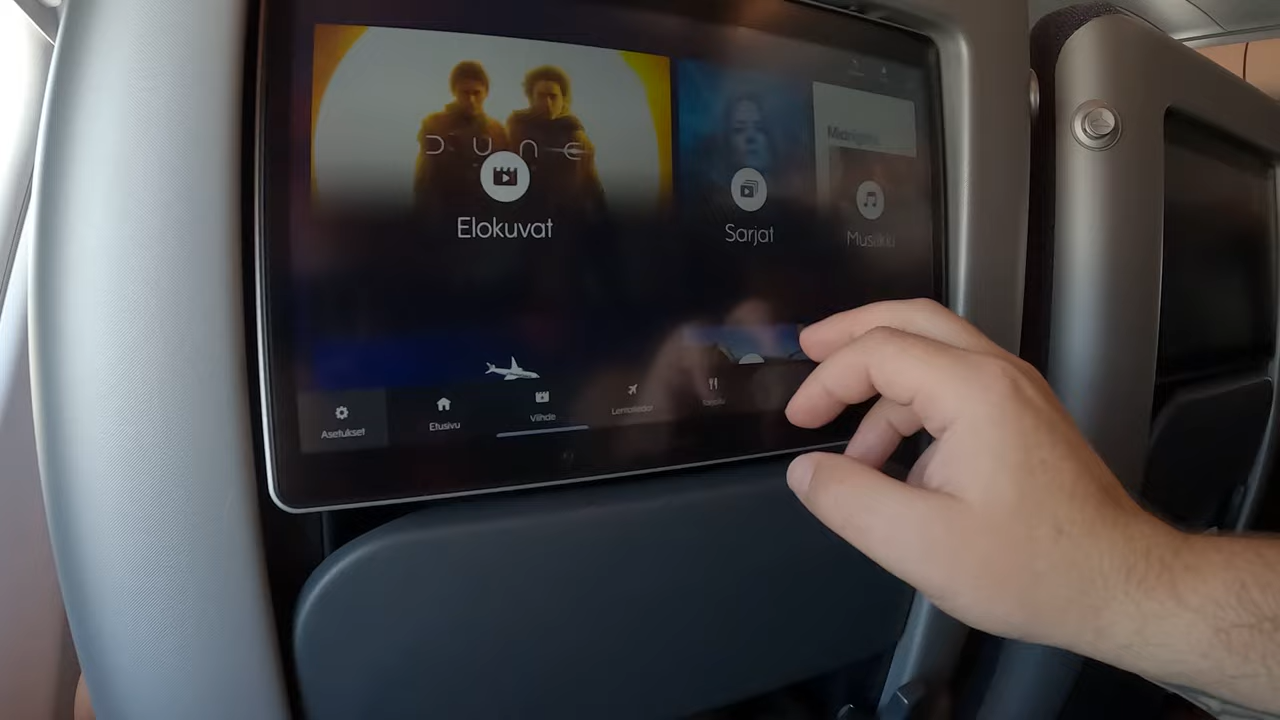 DUNE
Elokuvat
Sarjat
Musiikki
Asetukset
Etusivu
Viihde